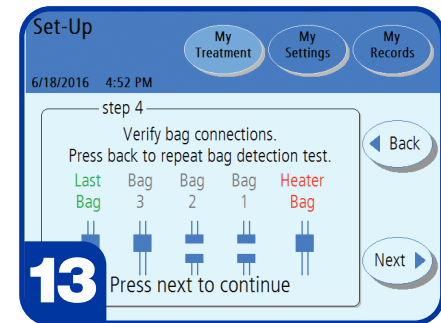 Set-Up
My
Treatment
My
Settings
My
Records
6/18/2016 4:52 PM
step 4
Verify bag connections.
Press back to repeat bag detection test.
Back
Last
Bag
Bag
3
Bag
2
Bag
1
Heater
Bag
Next
13
Press next to continue